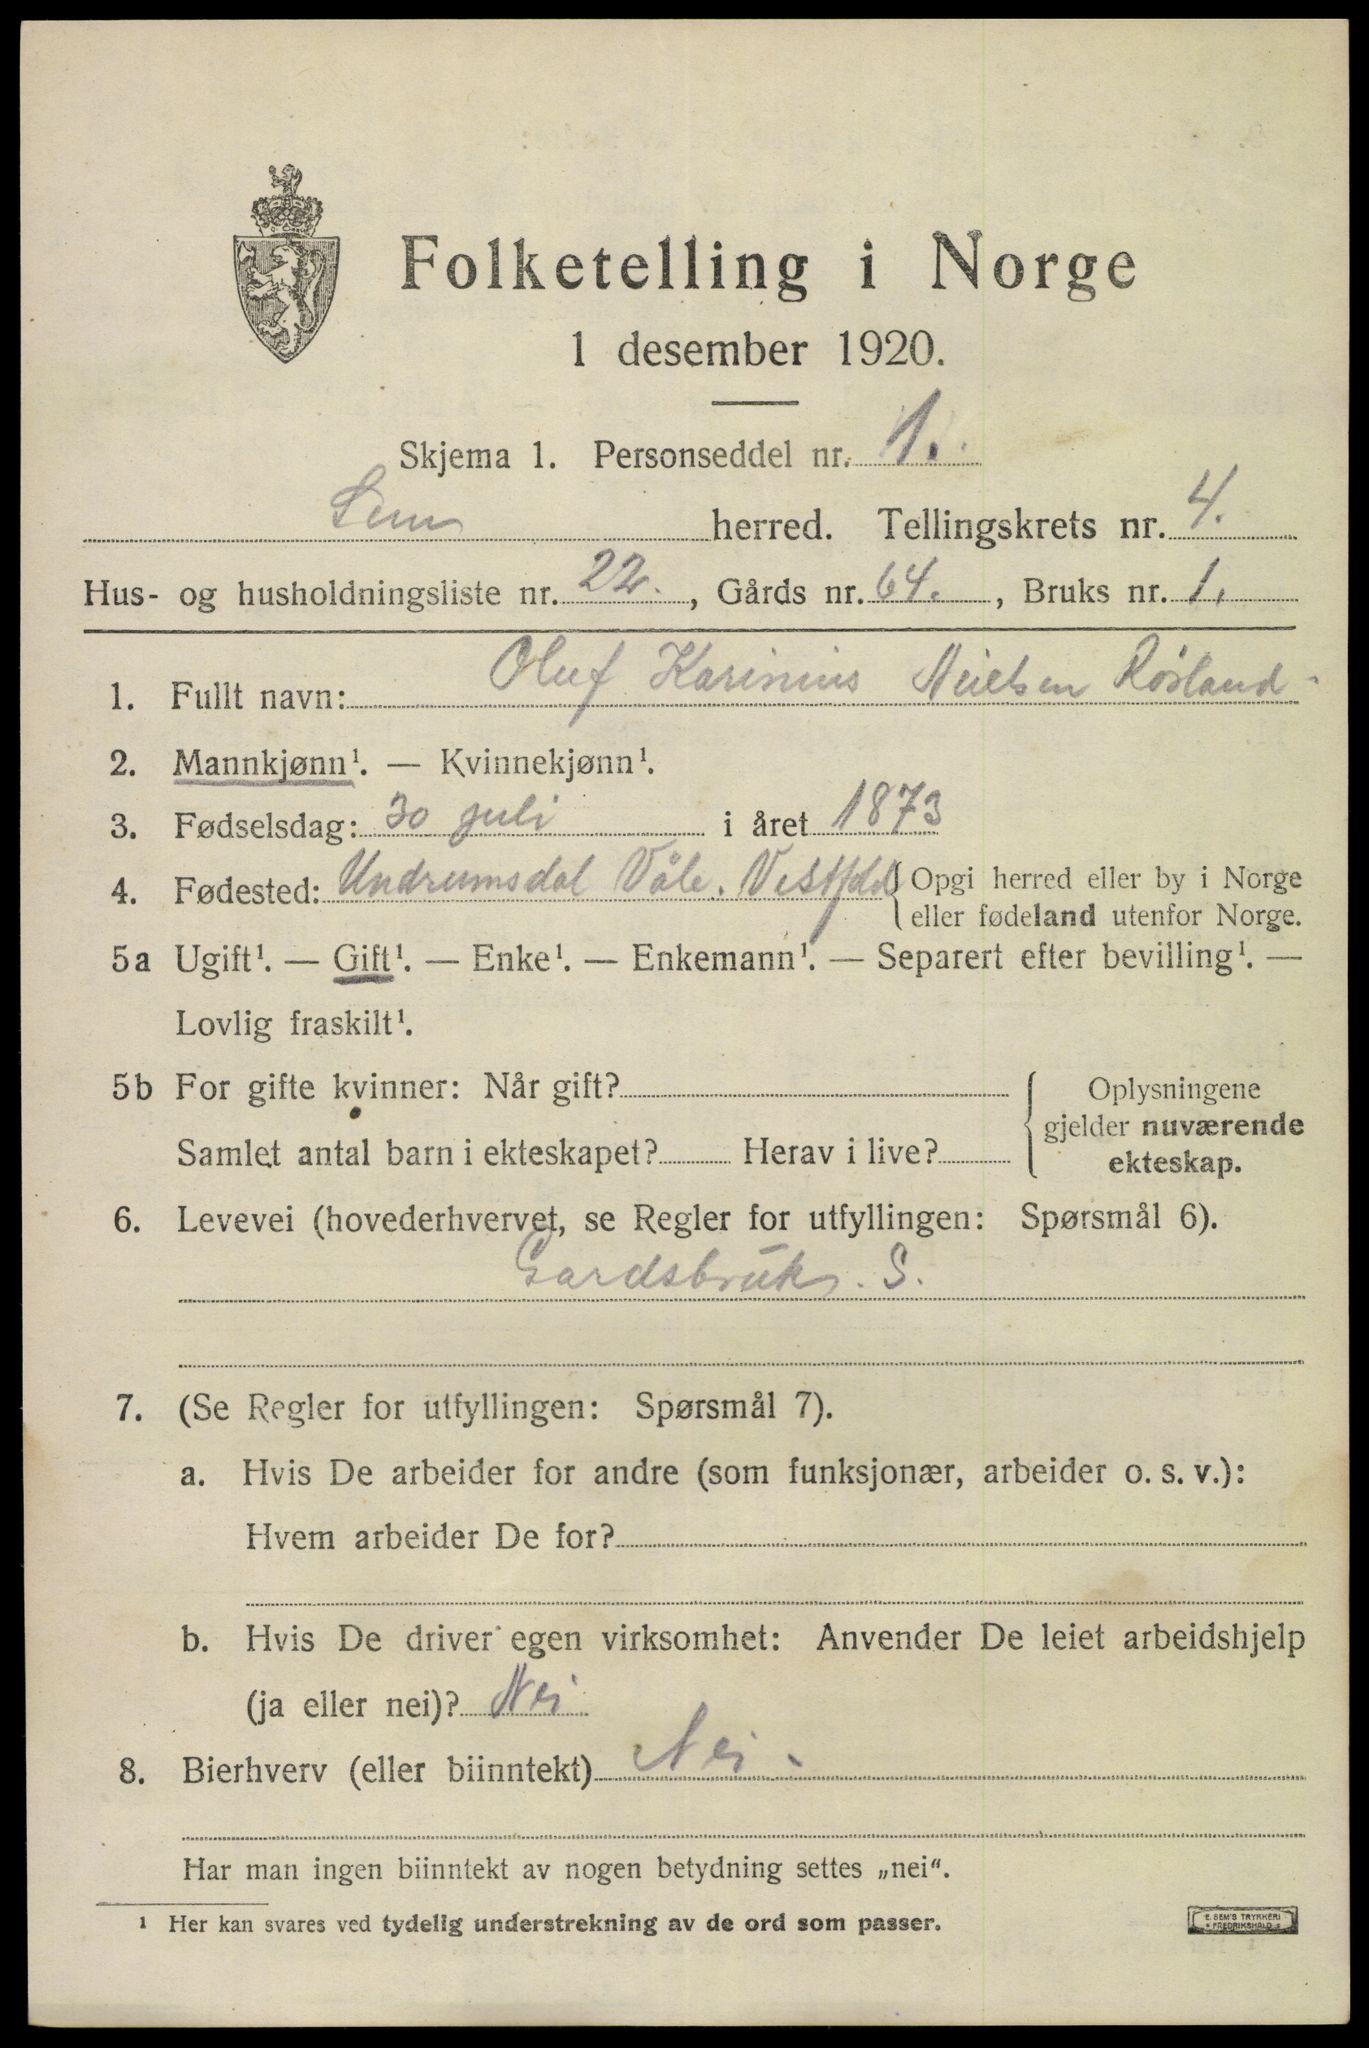 Folketelling i Norge
1 desember 1920.
Skjema 1. Personseddel nr. 1.
Sem herred. Tellingskrets nr. 4.
Hus- og husholdningsliste nr. 22. , Gårds nr. 64. , Bruks nr. 1.
1. Fullt navn: Oluf Karinius Nielsen Røsland
2. Mannkjønn¹. — Kvinnekjønn¹.
3. Fødselsdag: 30 juli i året 1873
4. Fødested: Undrumsdal Våle. Vestfold { Opgi herred eller by i Norge
eller fødeland utenfor Norge.
5a Ugift¹. — Gift¹. — Enke¹. — Enkemann¹. — Separert efter bevilling¹. —
Lovlig fraskilt¹.
5b For gifte kvinner: Når gift?
Samlet antal barn i ekteskapet? Herav i live?
{ Oplysningene
gjelder nuværende
ekteskap.
6. Levevei (hovederhvervet, se Regler for utfyllingen: Spørsmål 6).
Gardsbruk. S.
7. (Se Regler for utfyllingen: Spørsmål 7).
a. Hvis De arbeider for andre (som funksjonær, arbeider o. s. v.):
Hvem arbeider De for?
b. Hvis De driver egen virksomhet: Anvender De leiet arbeidshjelp
(ja eller nei)? Nei
8. Bierhverv (eller biinntekt) Nei -
Har man ingen biinntekt av nogen betydning settes „nei“.
¹ Her kan svares ved tydelig understrekning av de ord som passer.
E. SEM'S TRYKKERI
FREDRIKSHALD